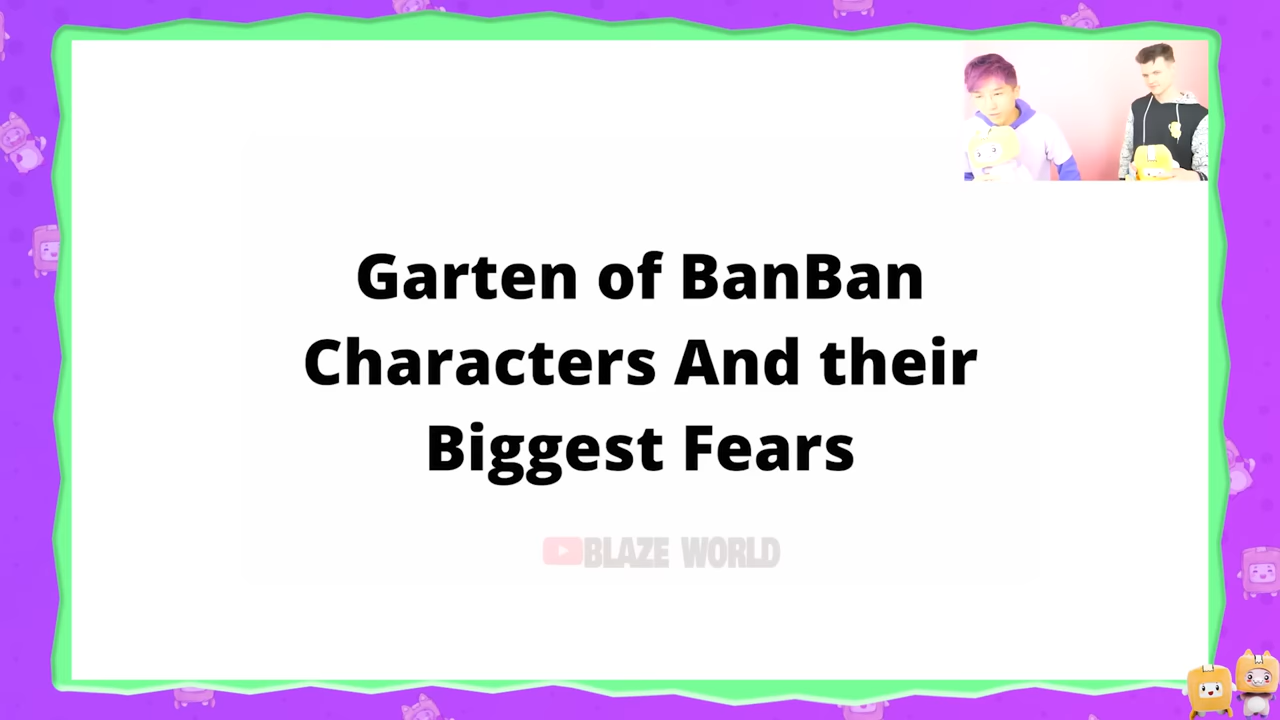 Garten of BanBan
Characters And their
Biggest Fears
BLAZE WORLD